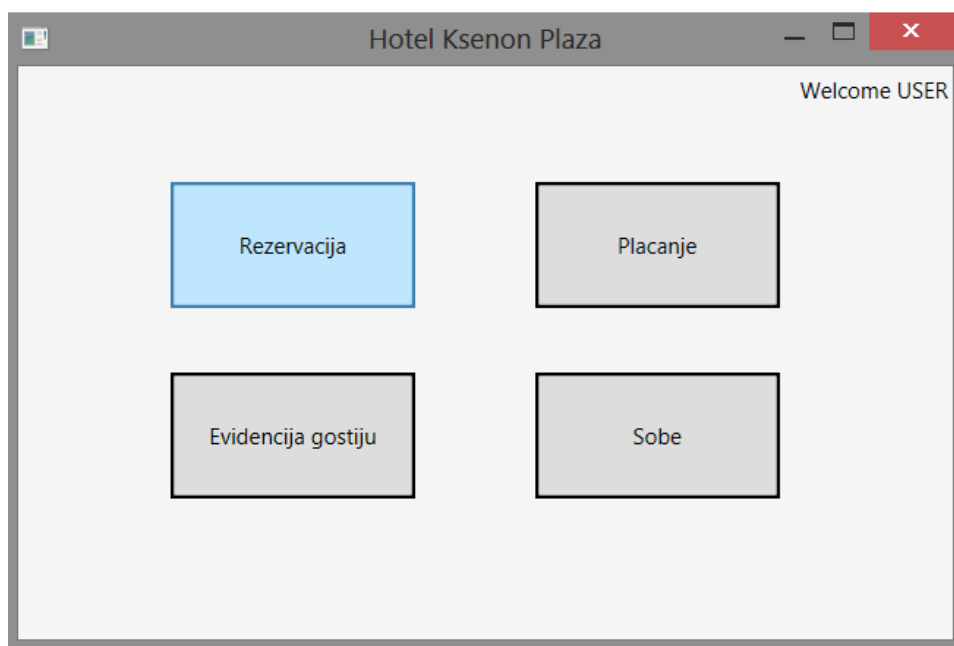 Hotel Ksenon Plaza
Welcome USER
Rezervacija
Placanje
Evidencija gostiju
Sobe